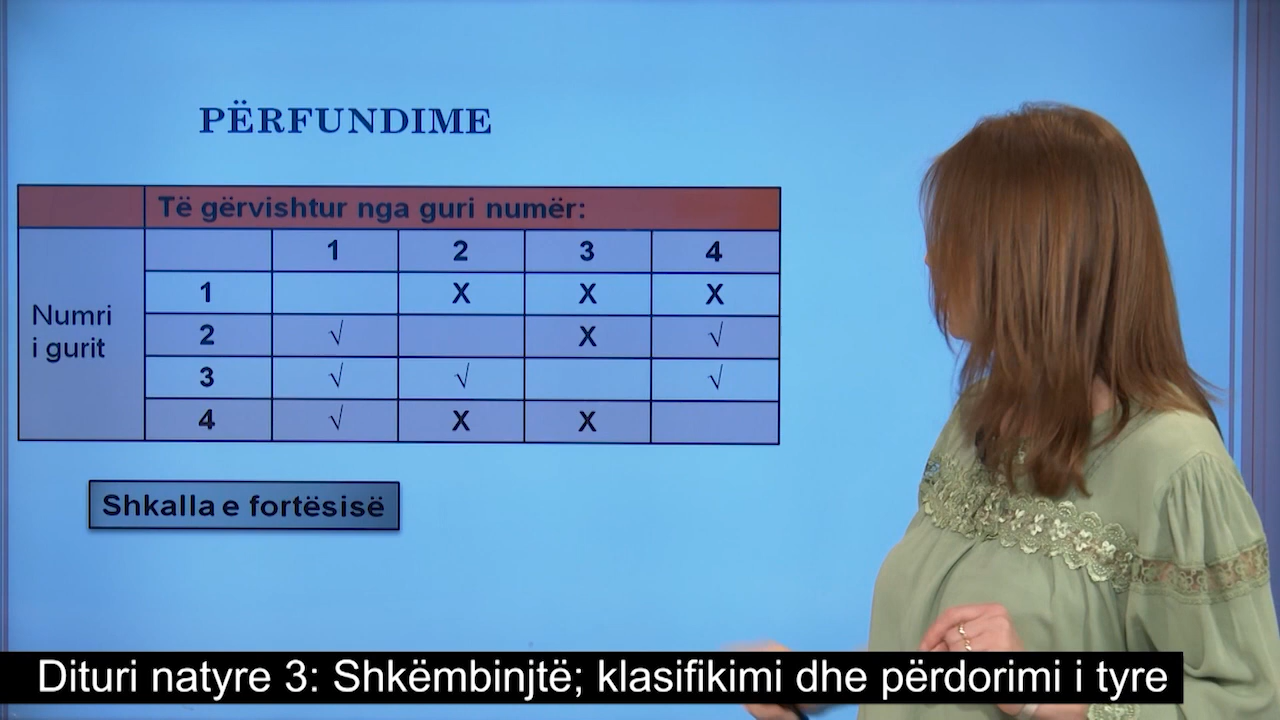 PËRFUNDIME
Të gërvishtur nga guri numër:
1 2 3 4
Numri
i gurit
1 X X X
2 √ X √
3 √ √ √
4 √ X X
Shkalla e fortësisë
Dituri natyre 3: Shkëmbinjtë; klasifikimi dhe përdorimi i tyre